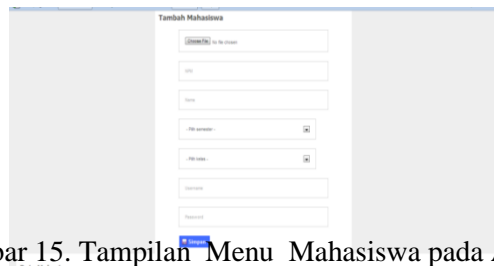 Tambah Mahasiswa
Choose File No file chosen
Nama
- Pilih semester -
- Pilih kelas -
Username
Password
Simpan
bar 15. Tampilan Menu Mahasiswa pada